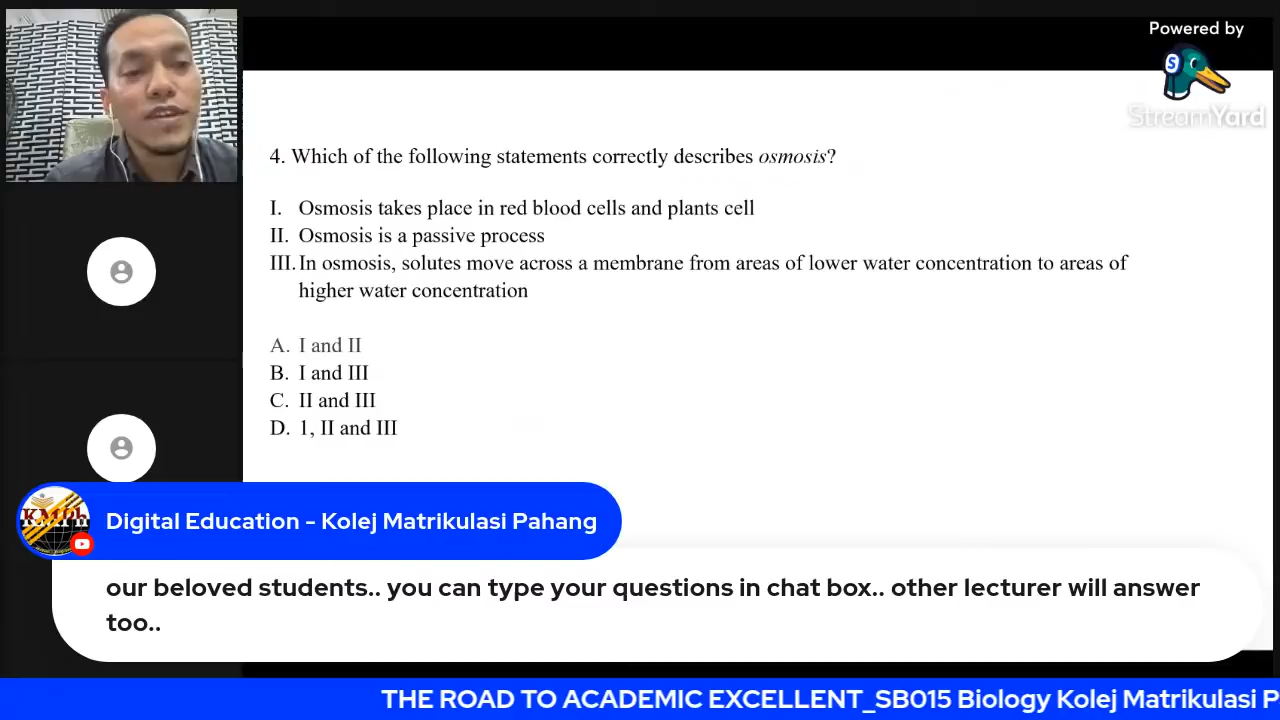 Powered by
StreamYard
4. Which of the following statements correctly describes osmosis?
I. Osmosis takes place in red blood cells and plants cell
II. Osmosis is a passive process
III. In osmosis, solutes move across a membrane from areas of lower water concentration to areas of
higher water concentration
A. I and II
B. I and III
C. II and III
D. 1, II and III
KMPh
Digital Education - Kolej Matrikulasi Pahang
our beloved students.. you can type your questions in chat box.. other lecturer will answer
too..
THE ROAD TO ACADEMIC EXCELLENT_SB015 Biology Kolej Matrikulasi P